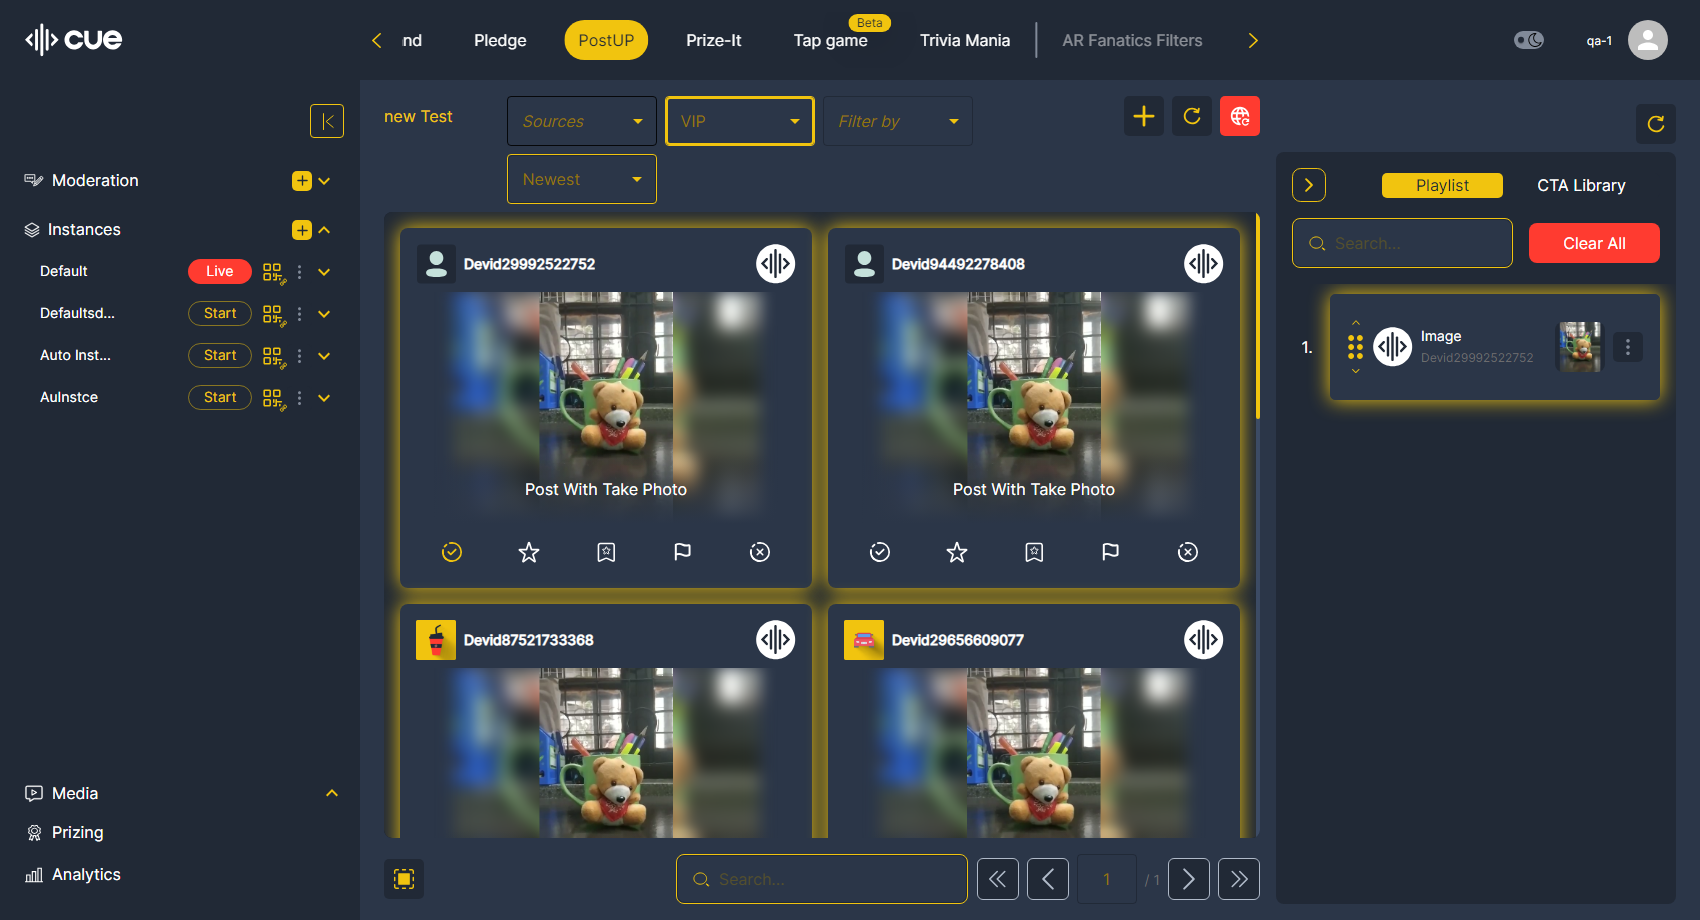 cue
nd
Pledge
PostUP
Prize-It
Tap game
Beta
Trivia Mania
AR Fanatics Filters
qa-1
Moderation
Instances
Default
Live
Defaultsd...
Start
Auto Inst...
Start
AuInstce
Start
Media
Prizing
Analytics
new Test
Sources
VIP
Filter by
Newest
Devid29992522752
Post With Take Photo
Devid94492278408
Post With Take Photo
Devid87521733368
Devid29656609077
Search...
1
/ 1
Playlist
CTA Library
Search...
Clear All
1.
Image
Devid29992522752